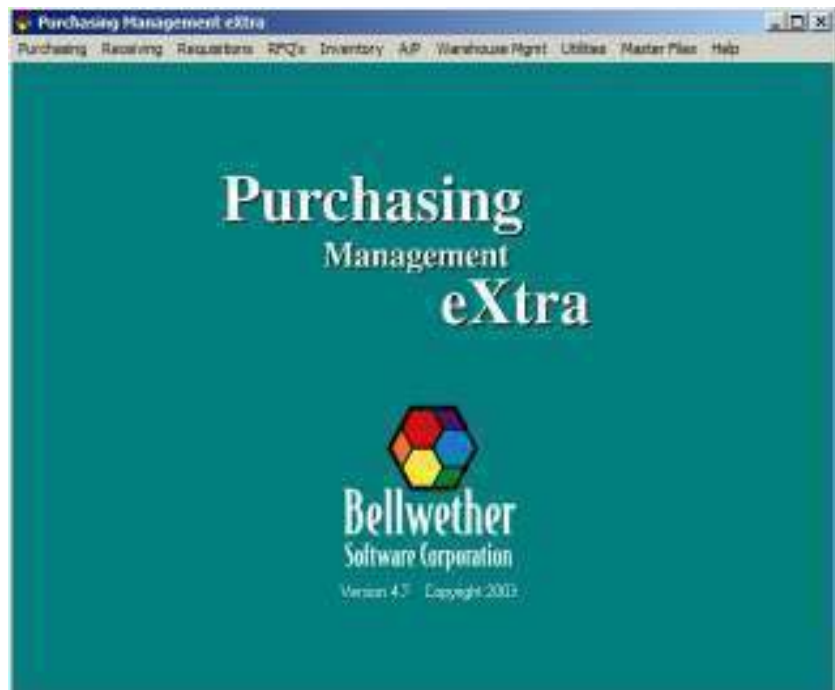 Purchasing Management eXtra
Purchasing Receiving Requisitions RFQ's Inventory A/P Warehouse Mgmt Utilities Master Files Help
Purchasing
Management
eXtra
Bellwether
Software Corporation
Version 4.7 Copyright 2003